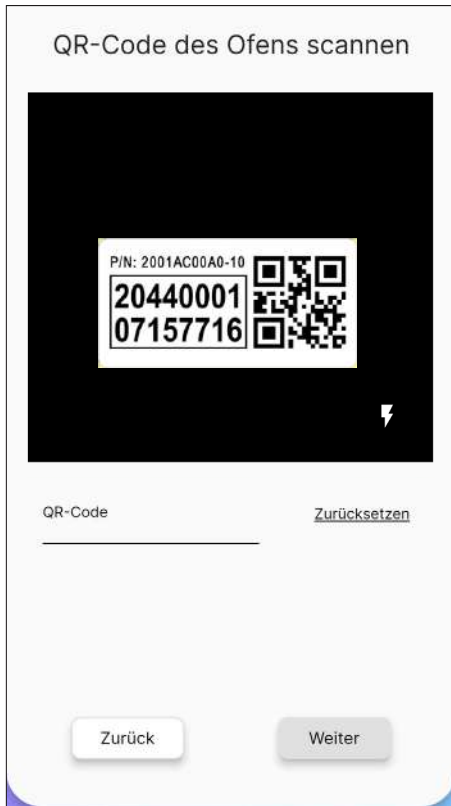 QR-Code des Ofens scannen
P/N: 2001AC00A0-10
20440001
07157716
QR-Code
Zurücksetzen
Zurück
Weiter